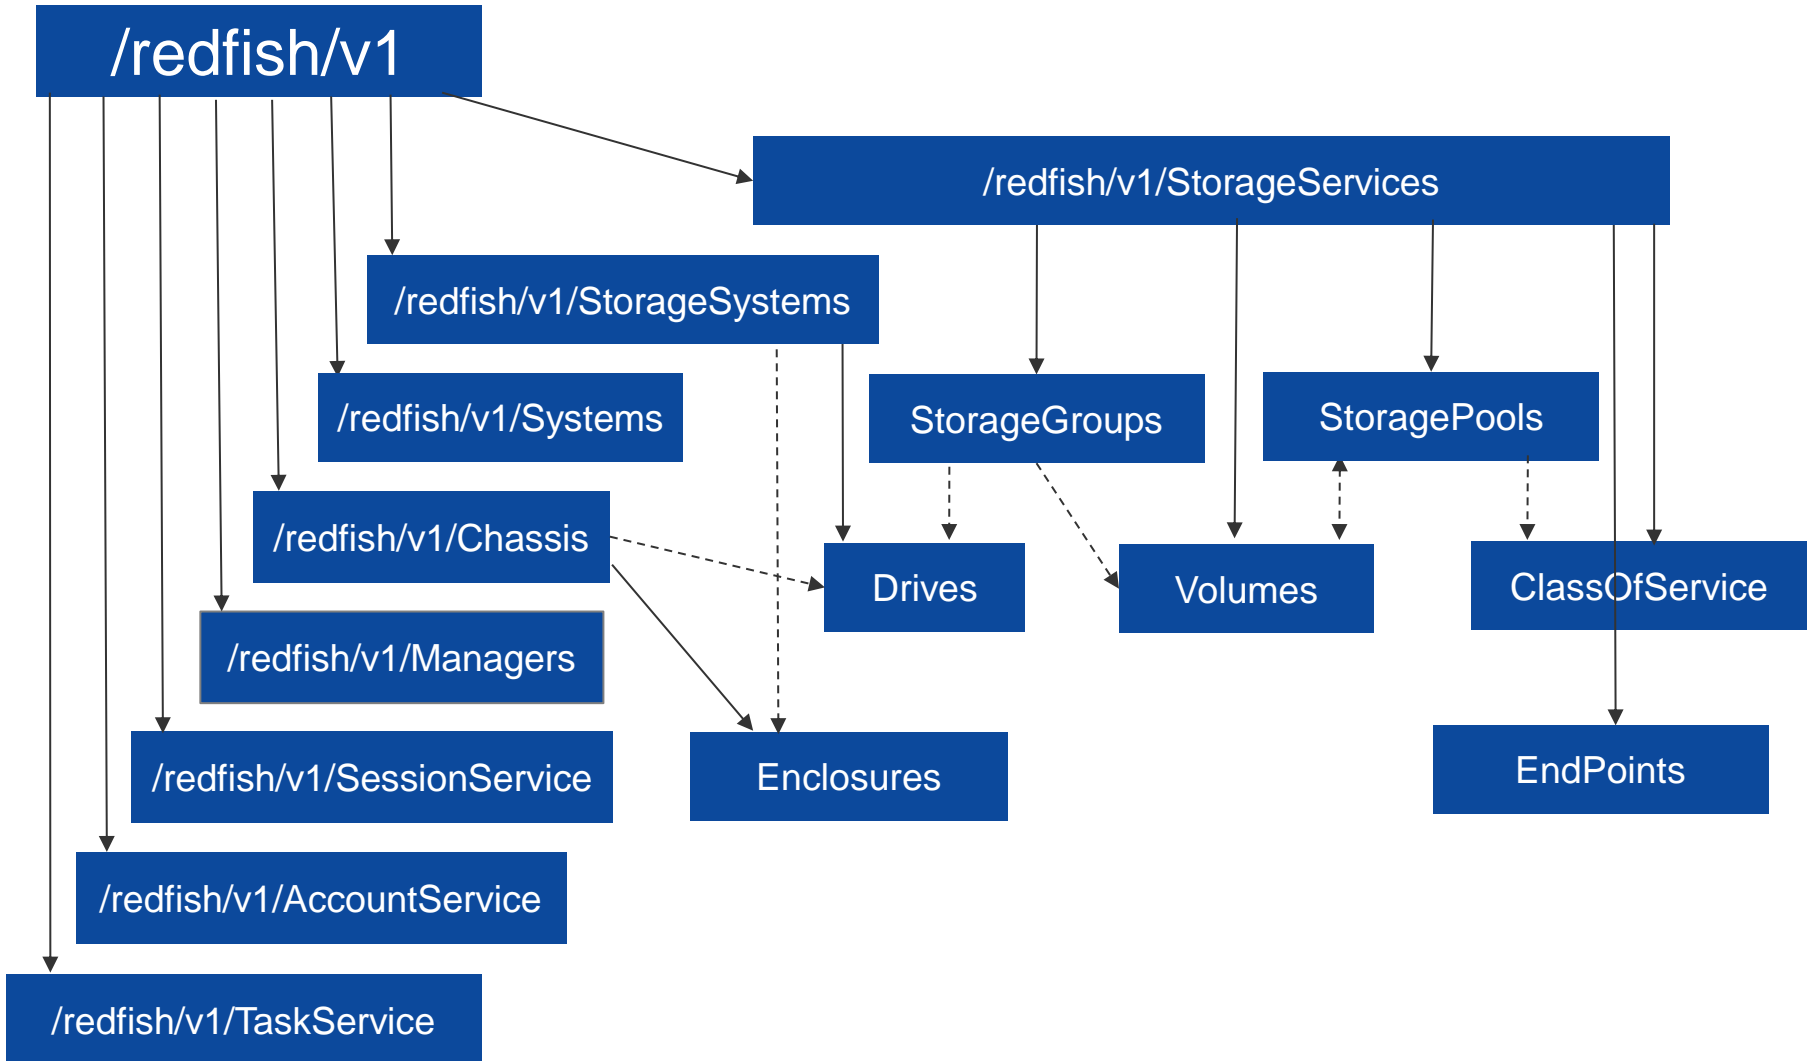 /redfish/v1
/redfish/v1/StorageServices
/redfish/v1/StorageSystems
/redfish/v1/Systems
StorageGroups
StoragePools
/redfish/v1/Chassis
Drives
Volumes
ClassOfService
/redfish/v1/Managers
/redfish/v1/SessionService
Enclosures
EndPoints
/redfish/v1/AccountService
/redfish/v1/TaskService